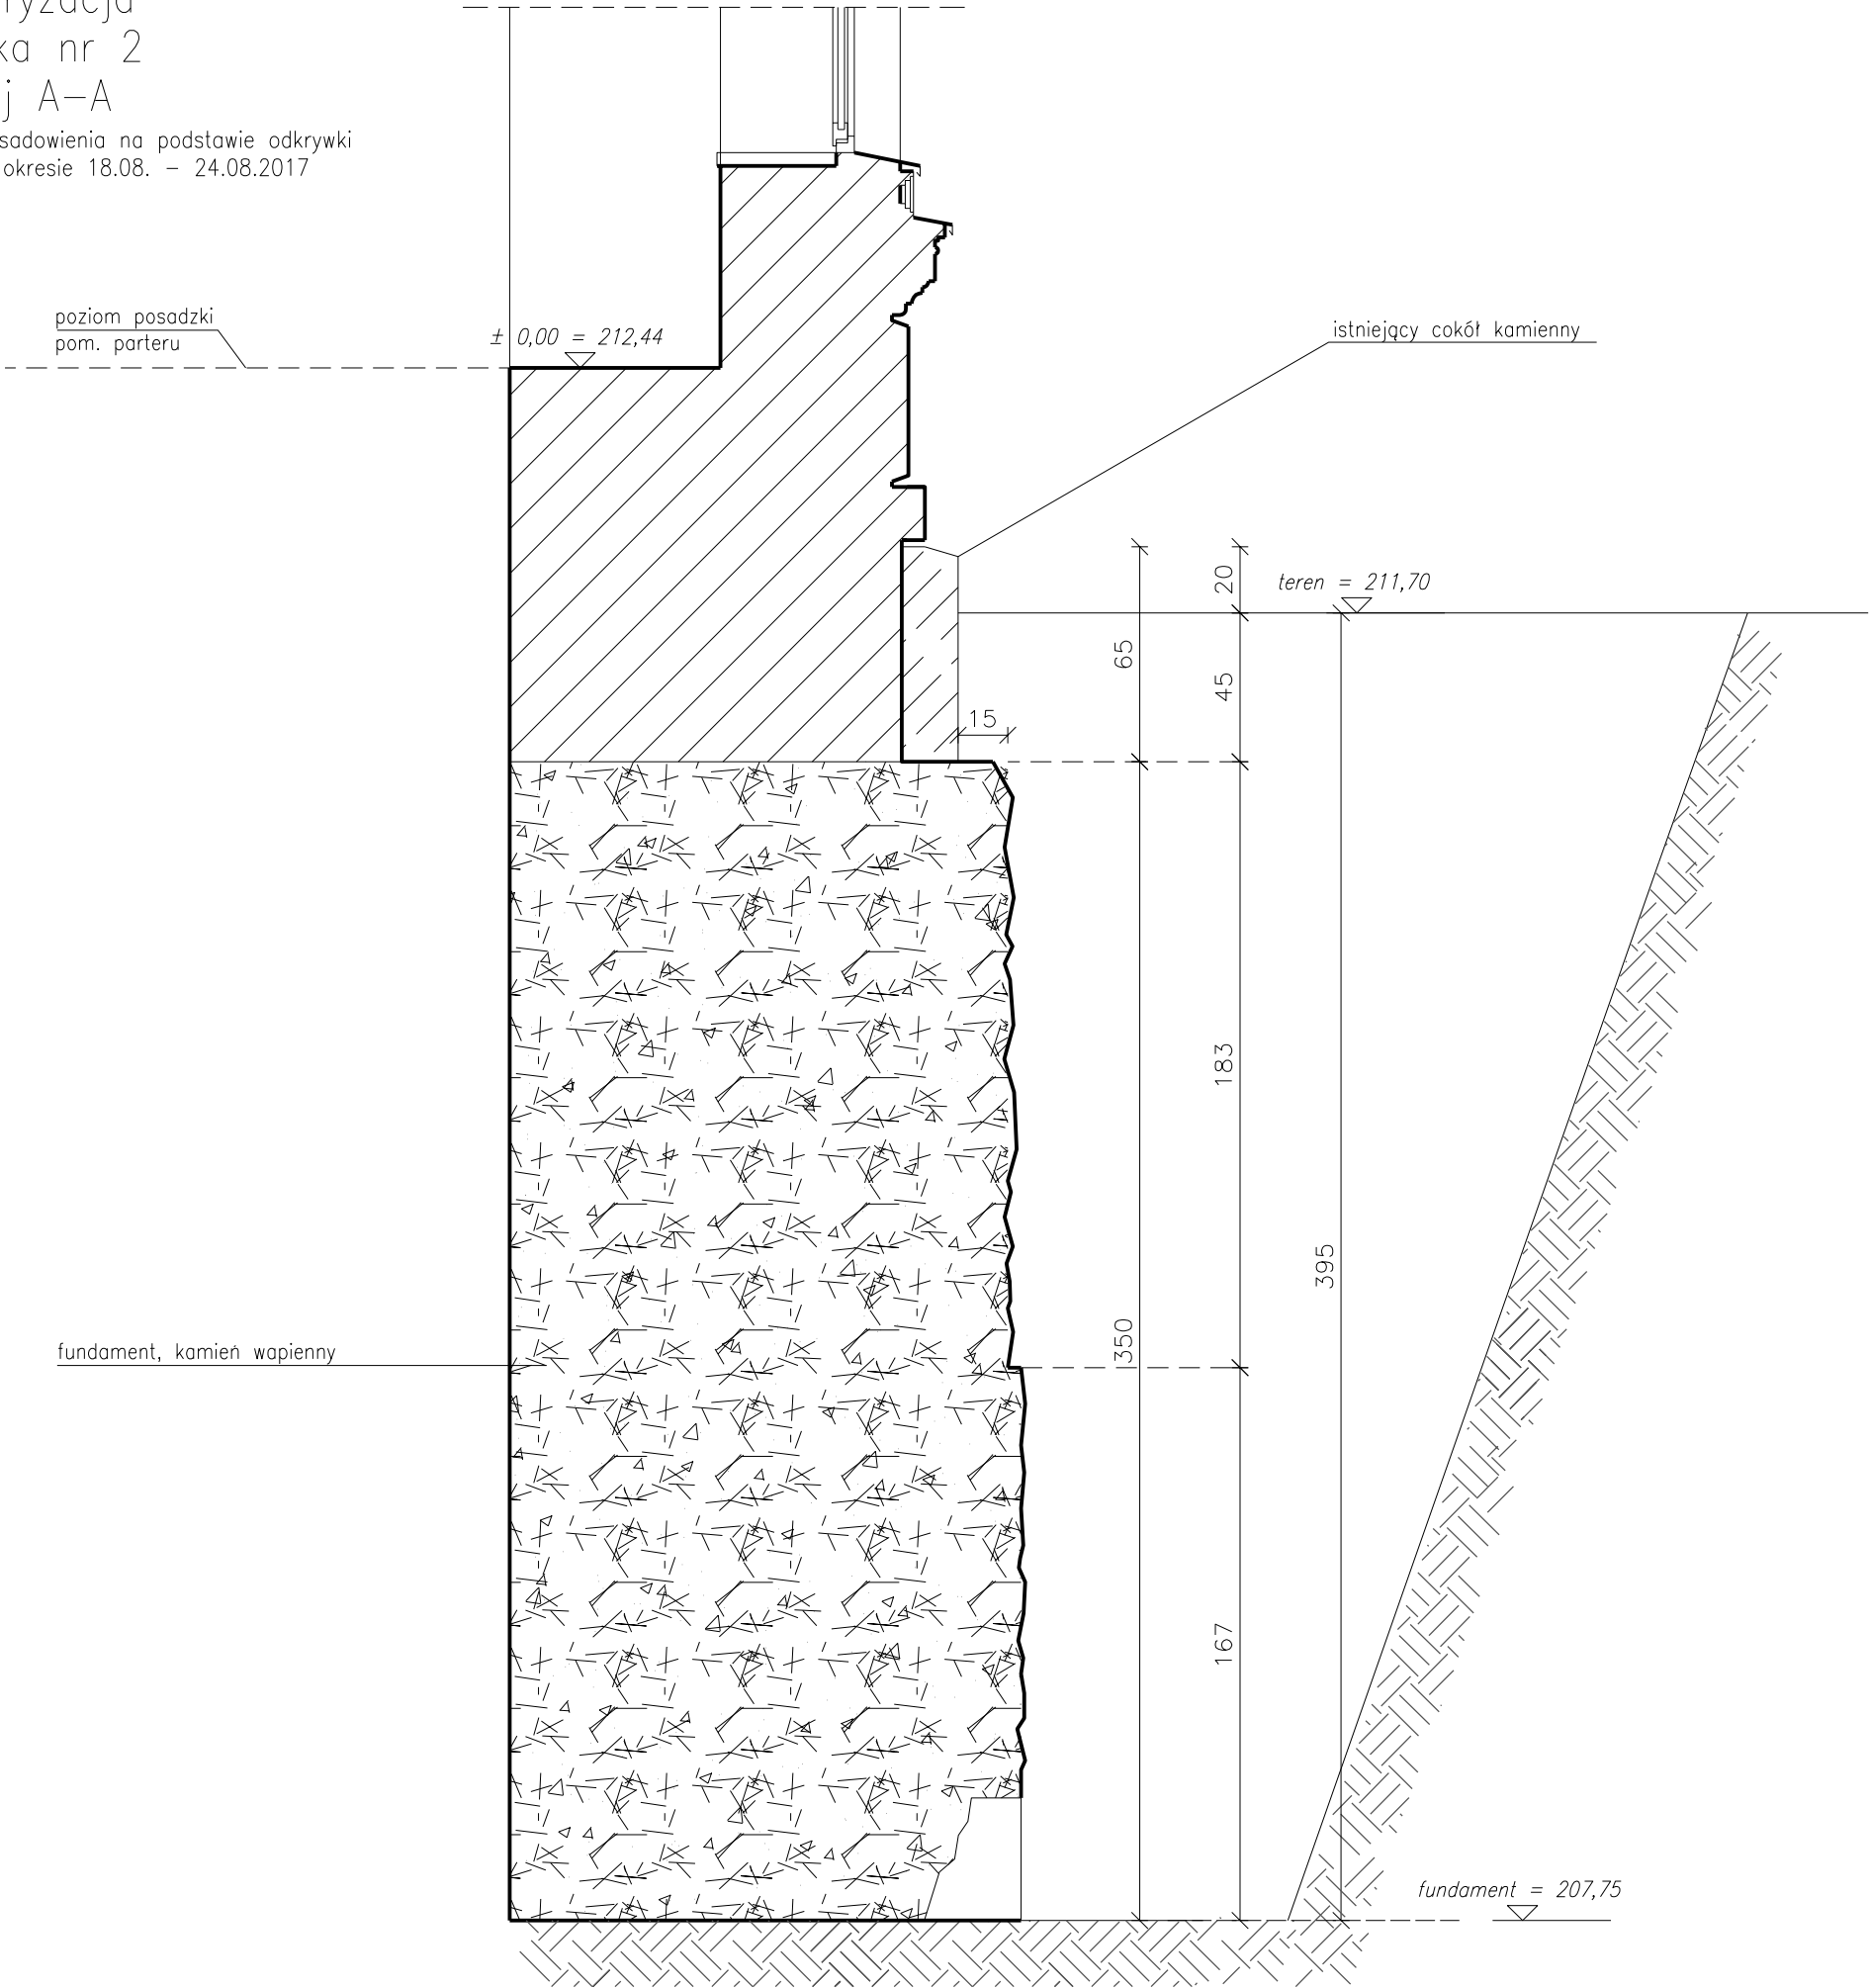 nr 2
A–A
na podstawie odkrywki
okresie 18.08. – 24.08.2017
poziom posadzki
pom. parteru
± 0,00 = 212,44
istniejący cokół kamienny
teren = 211,70
20
65
45
15
183
395
350
fundament, kamień wapienny
167
fundament = 207,75